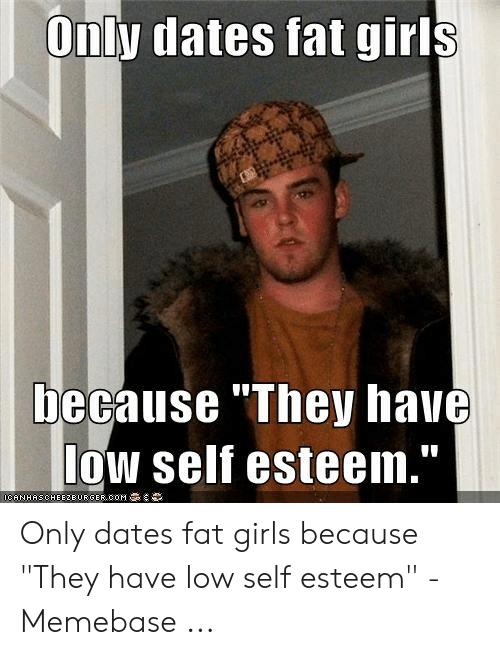 Only dates fat girls
because "They have
low self esteem."
ICANHASCHEEZBURGER.COM
Only dates fat girls because
"They have low self esteem" -
Memebase ...